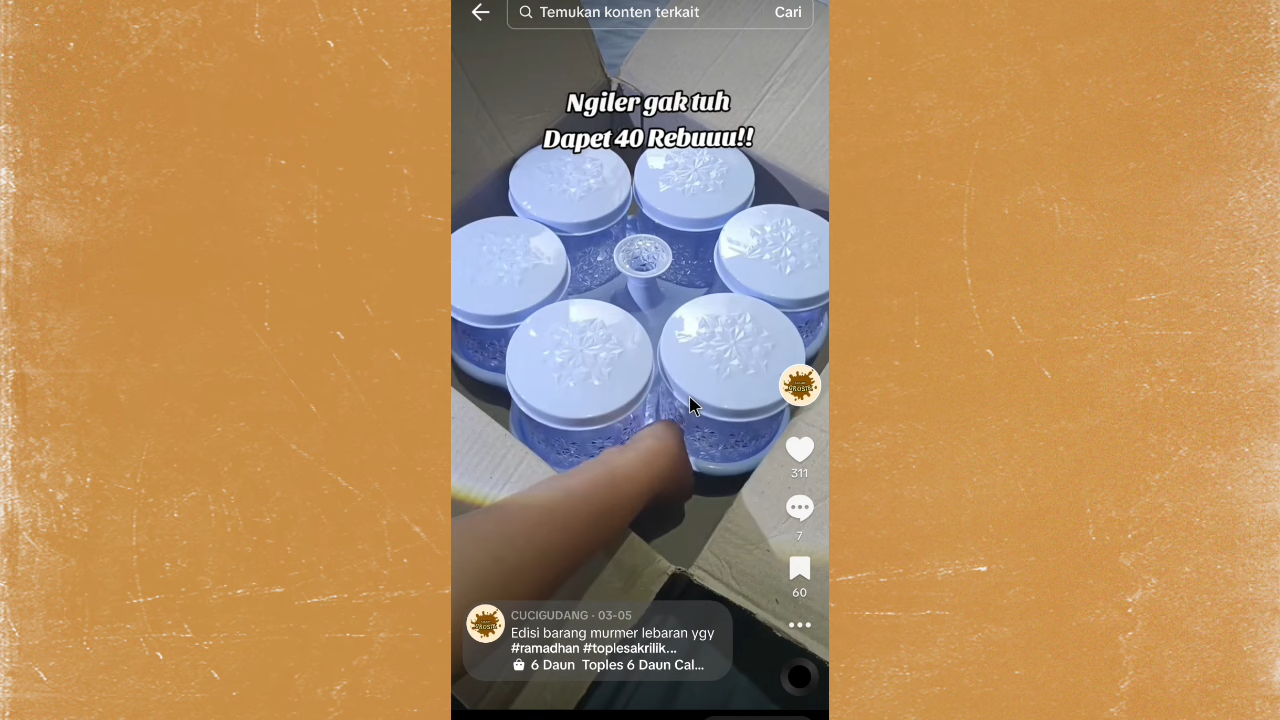 Temukan konten terkait
Cari
Ngiler gak tuh
Dapet 40 Rebuuu!!
311
7
60
CUCIGUDANG · 03-05
Edisi barang murmer lebaran ygy
#ramadhan #toplesakrilik...
6 Daun Toples 6 Daun Cal...